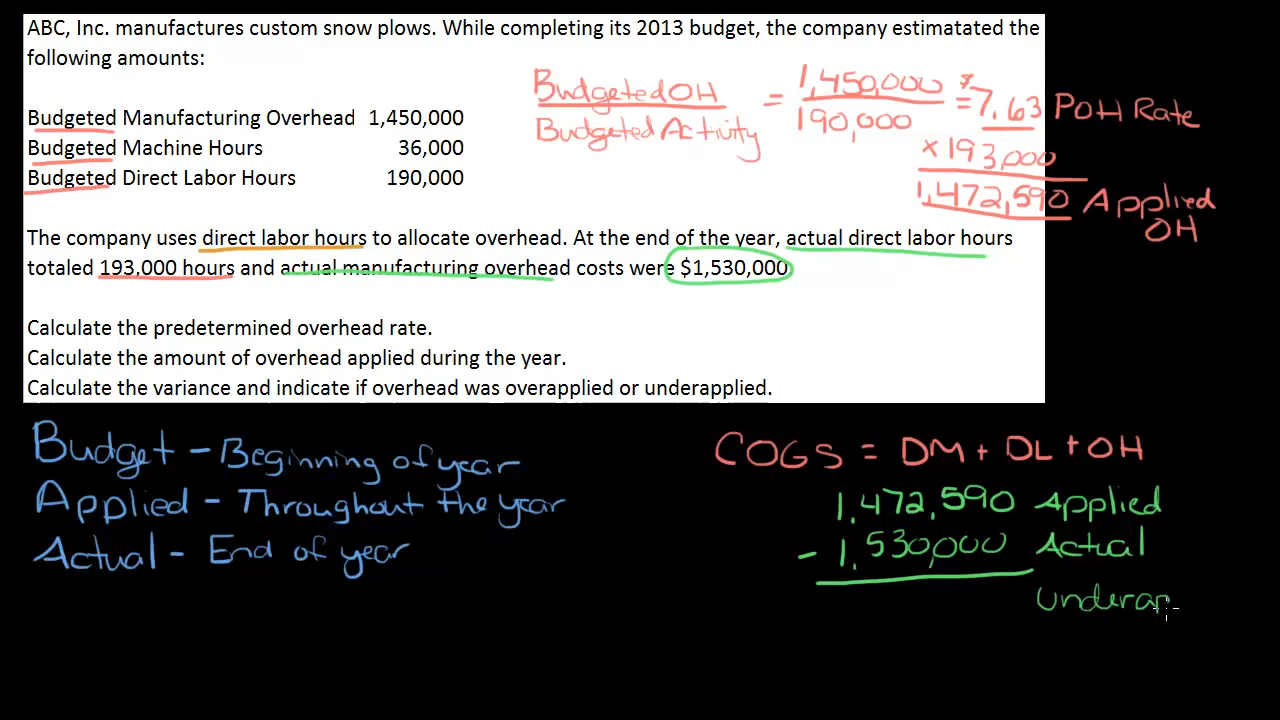 ABC, Inc. manufactures custom snow plows. While completing its 2013 budget, the company estimatated the
following amounts:
Budgeted Manufacturing Overhead 1,450,000
Budgeted Machine Hours 36,000
Budgeted Direct Labor Hours 190,000
Budgeted OH
Budgeted Activity
= 1,450,000
190,000
= $7.63 POH Rate
× 193,000
1,472,590 Applied
OH
The company uses direct labor hours to allocate overhead. At the end of the year, actual direct labor hours
totaled 193,000 hours and actual manufacturing overhead costs were $1,530,000
Calculate the predetermined overhead rate.
Calculate the amount of overhead applied during the year.
Calculate the variance and indicate if overhead was overapplied or underapplied.
Budget - Beginning of year
Applied - Throughout the year
Actual - End of year
COGS = DM + DL + OH
1,472,590 Applied
- 1,530,000 Actual
Underap